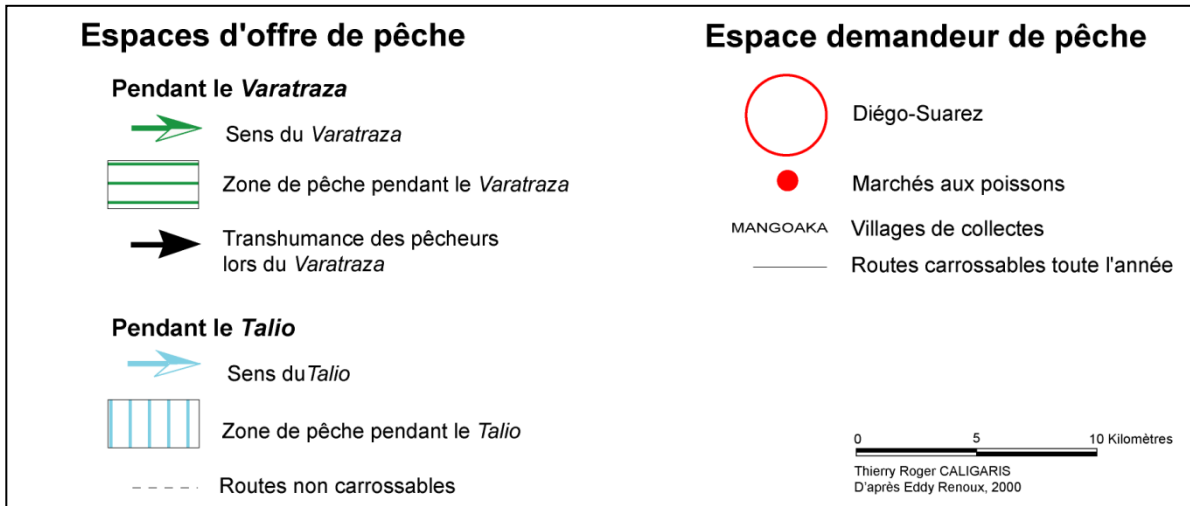 Espaces d'offre de pêche
Pendant le Varatraza
Sens du Varatraza
Zone de pêche pendant le Varatraza
Transhumance des pêcheurs
lors du Varatraza
Pendant le Talio
Sens duTalio
Zone de pêche pendant le Talio
Routes non carrossables
Espace demandeur de pêche
Diégo-Suarez
Marchés aux poissons
MANGOAKA Villages de collectes
Routes carrossables toute l'année
0 5 10 Kilomètres
Thierry Roger CALIGARIS
D'après Eddy Renoux, 2000